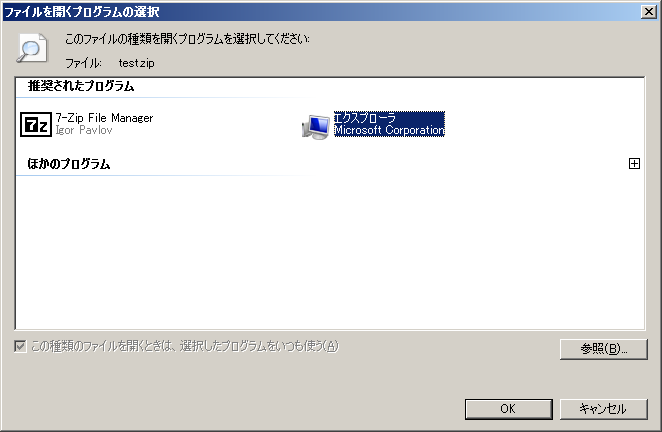 ファイルを開くプログラムの選択
このファイルの種類を開くプログラムを選択してください:
ファイル: test.zip
推奨されたプログラム
7z
7-Zip File Manager
Igor Pavlov
エクスプローラ
Microsoft Corporation
ほかのプログラム
この種類のファイルを開くときは、選択したプログラムをいつも使う(A)
参照(B)...
OK
キャンセル